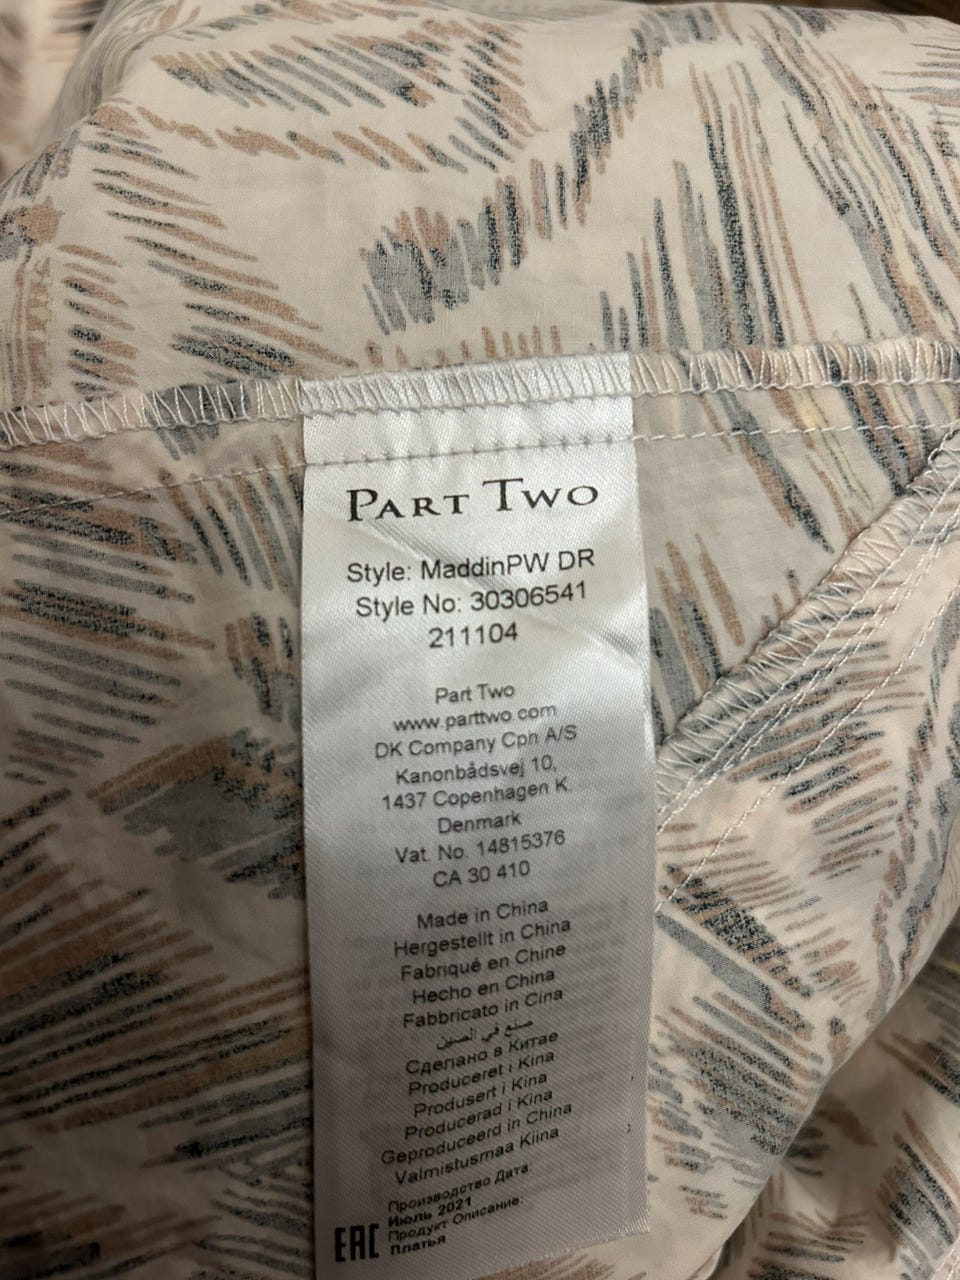 PART TWO
Style: MaddinPW DR
Style No: 30306541
211104
Part Two
www.parttwo.com
DK Company Cph A/S
Kanonbådsvej 10,
1437 Copenhagen K.
Denmark
Vat. No. 14815376
CA 30 410
Made in China
Hergestellt in China
Fabriqué en Chine
Hecho en China
Fabbricato in Cina
صنع في الصين
Сделано в Китае
Produceret i Kina
Produsert i Kina
Producerad i Kina
Geproduceerd in China
Valmistusmaa Kiina
Производство Дата:
Июль 2021
Продукт Описание:
Платья
EAC